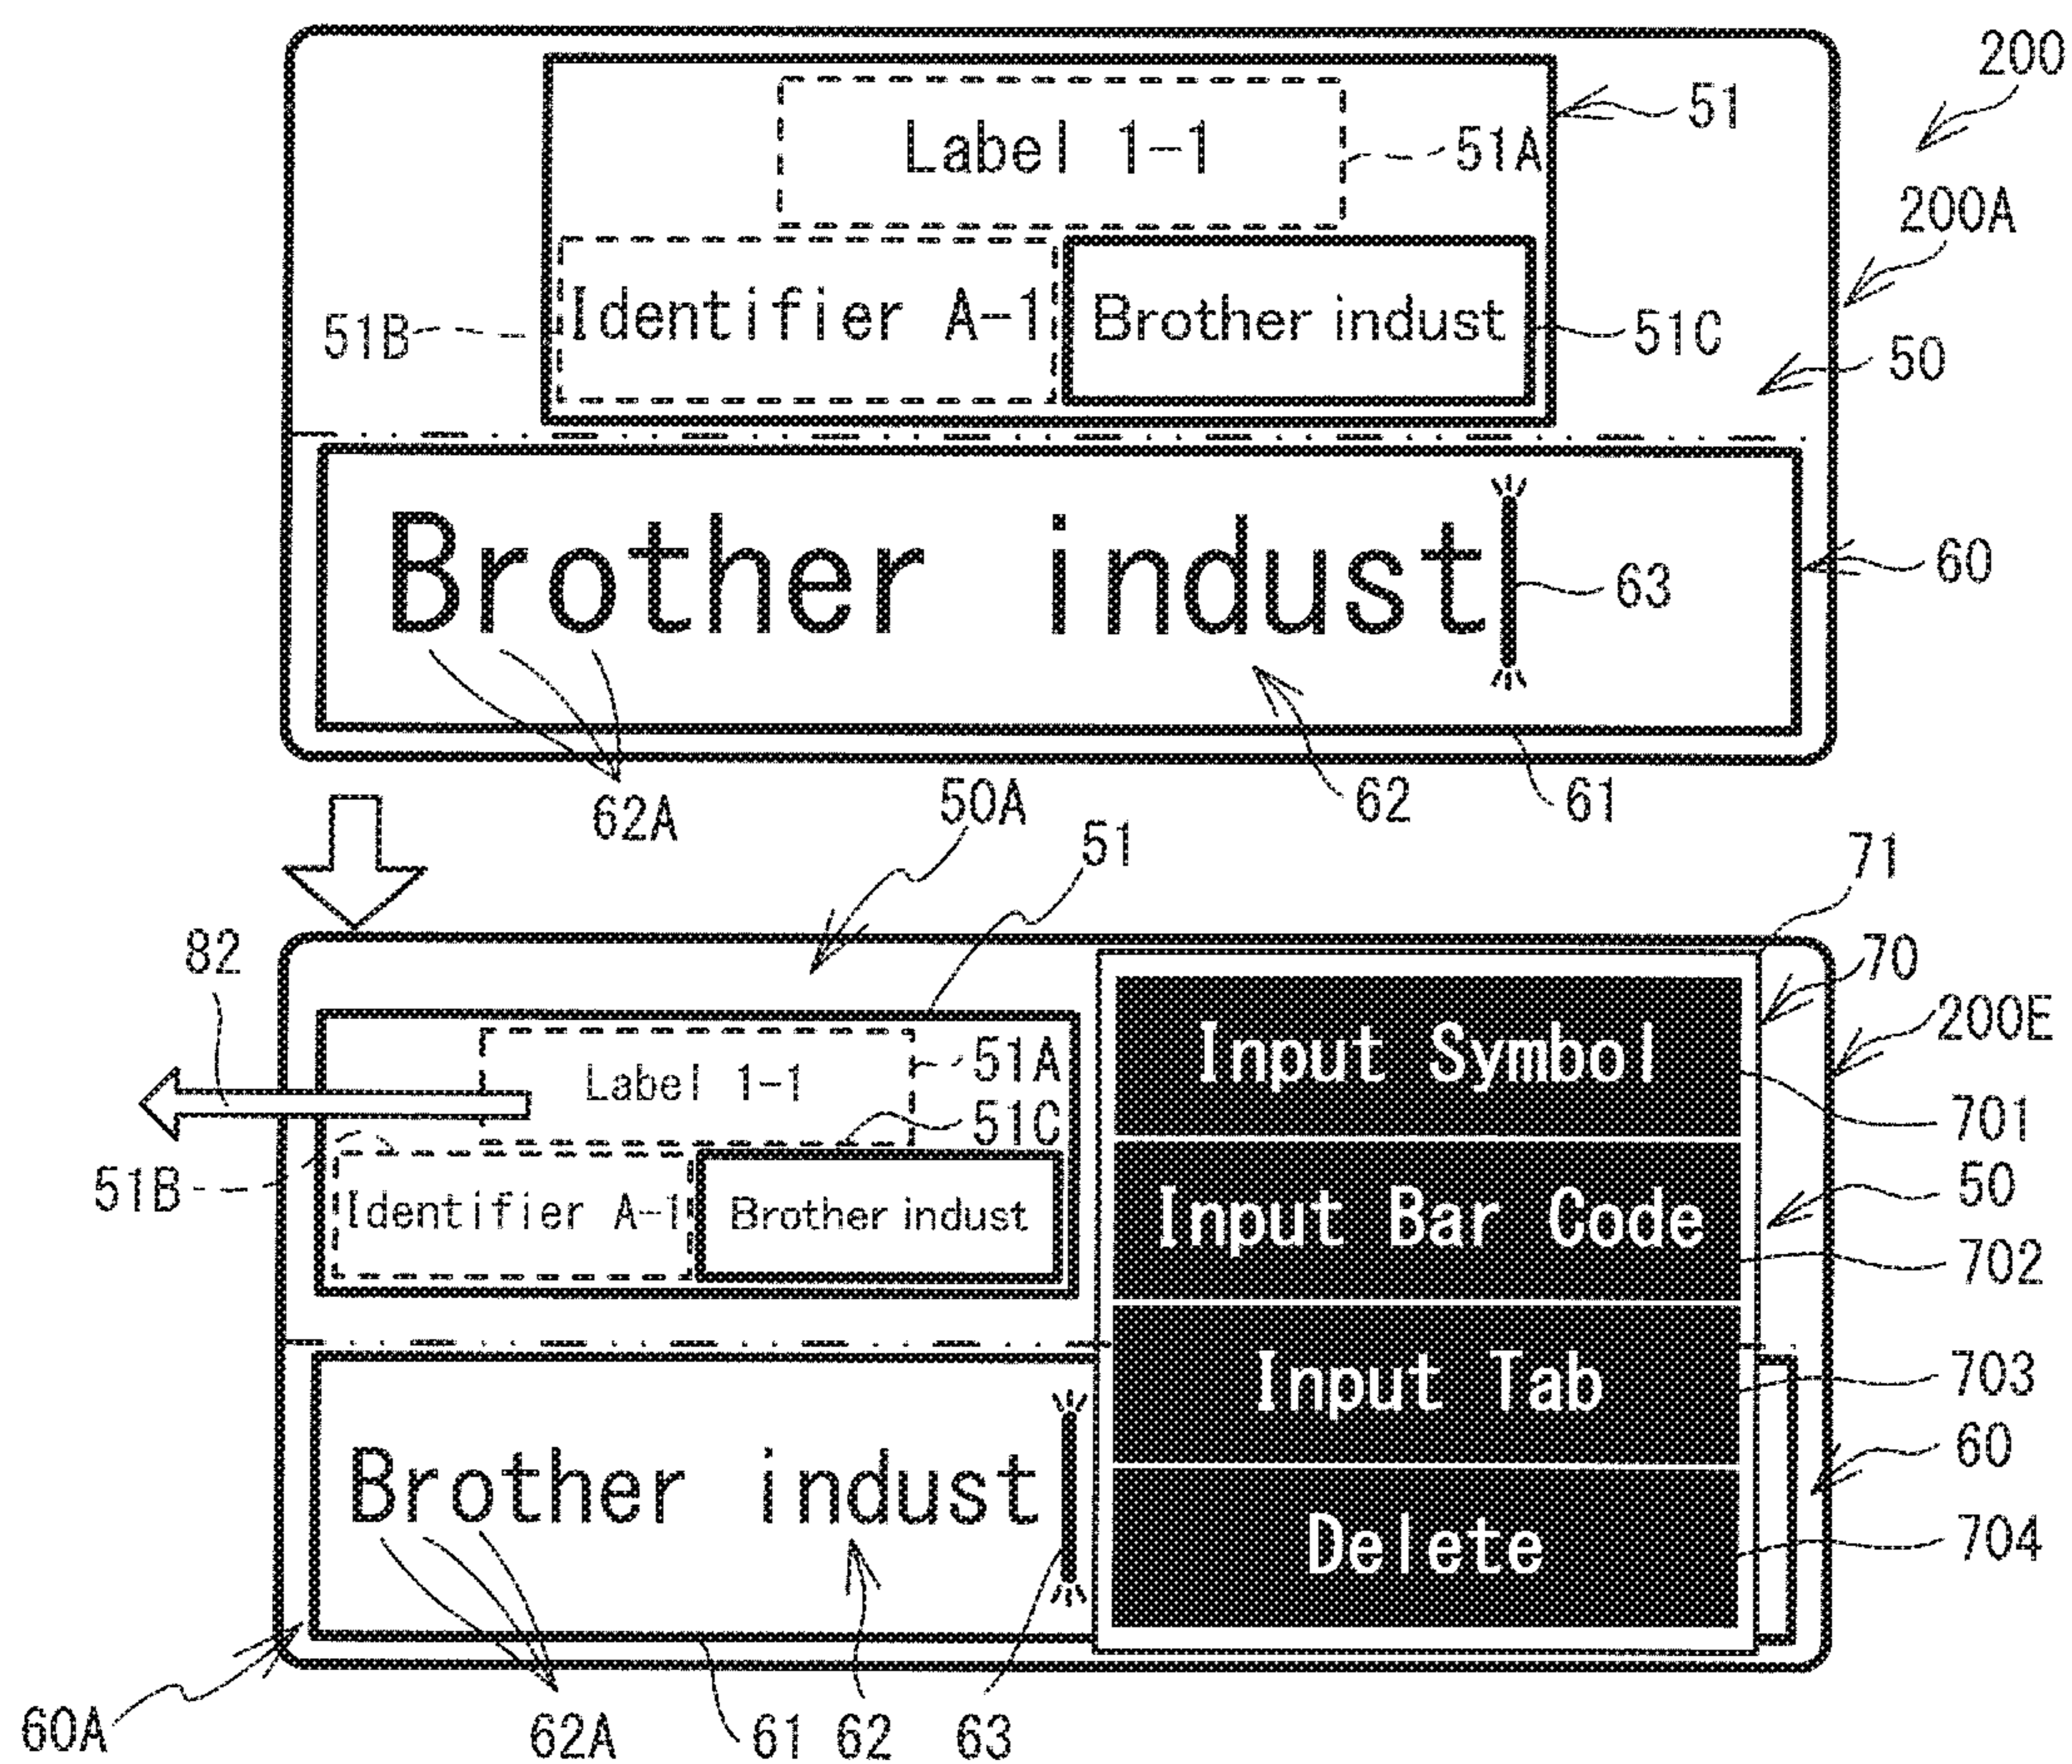 200
51
Label 1-1
51A
200A
51B
Identifier A-1
Brother indust
51C
50
Brother indust
63
60
62A
62
61
50A
51
71
82
70
200E
Label 1-1
51A
51C
Input Symbol
701
51B
Identifier A-1
Brother indust
Input Bar Code
50
702
Input Tab
703
Brother indust
60
Delete
704
60A
62A
61
62
63